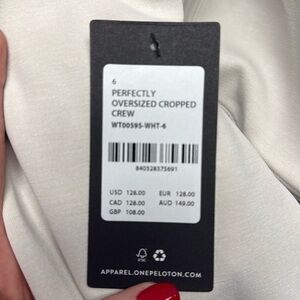 6
PERFECTLY
OVERSIZED CROPPED
CREW
WT00595-WHT-6
840328375691
USD 128.00 EUR 128.00
CAD 128.00 AUD 149.00
GBP 108.00
FSC
APPAREL.ONEPELOTON.COM